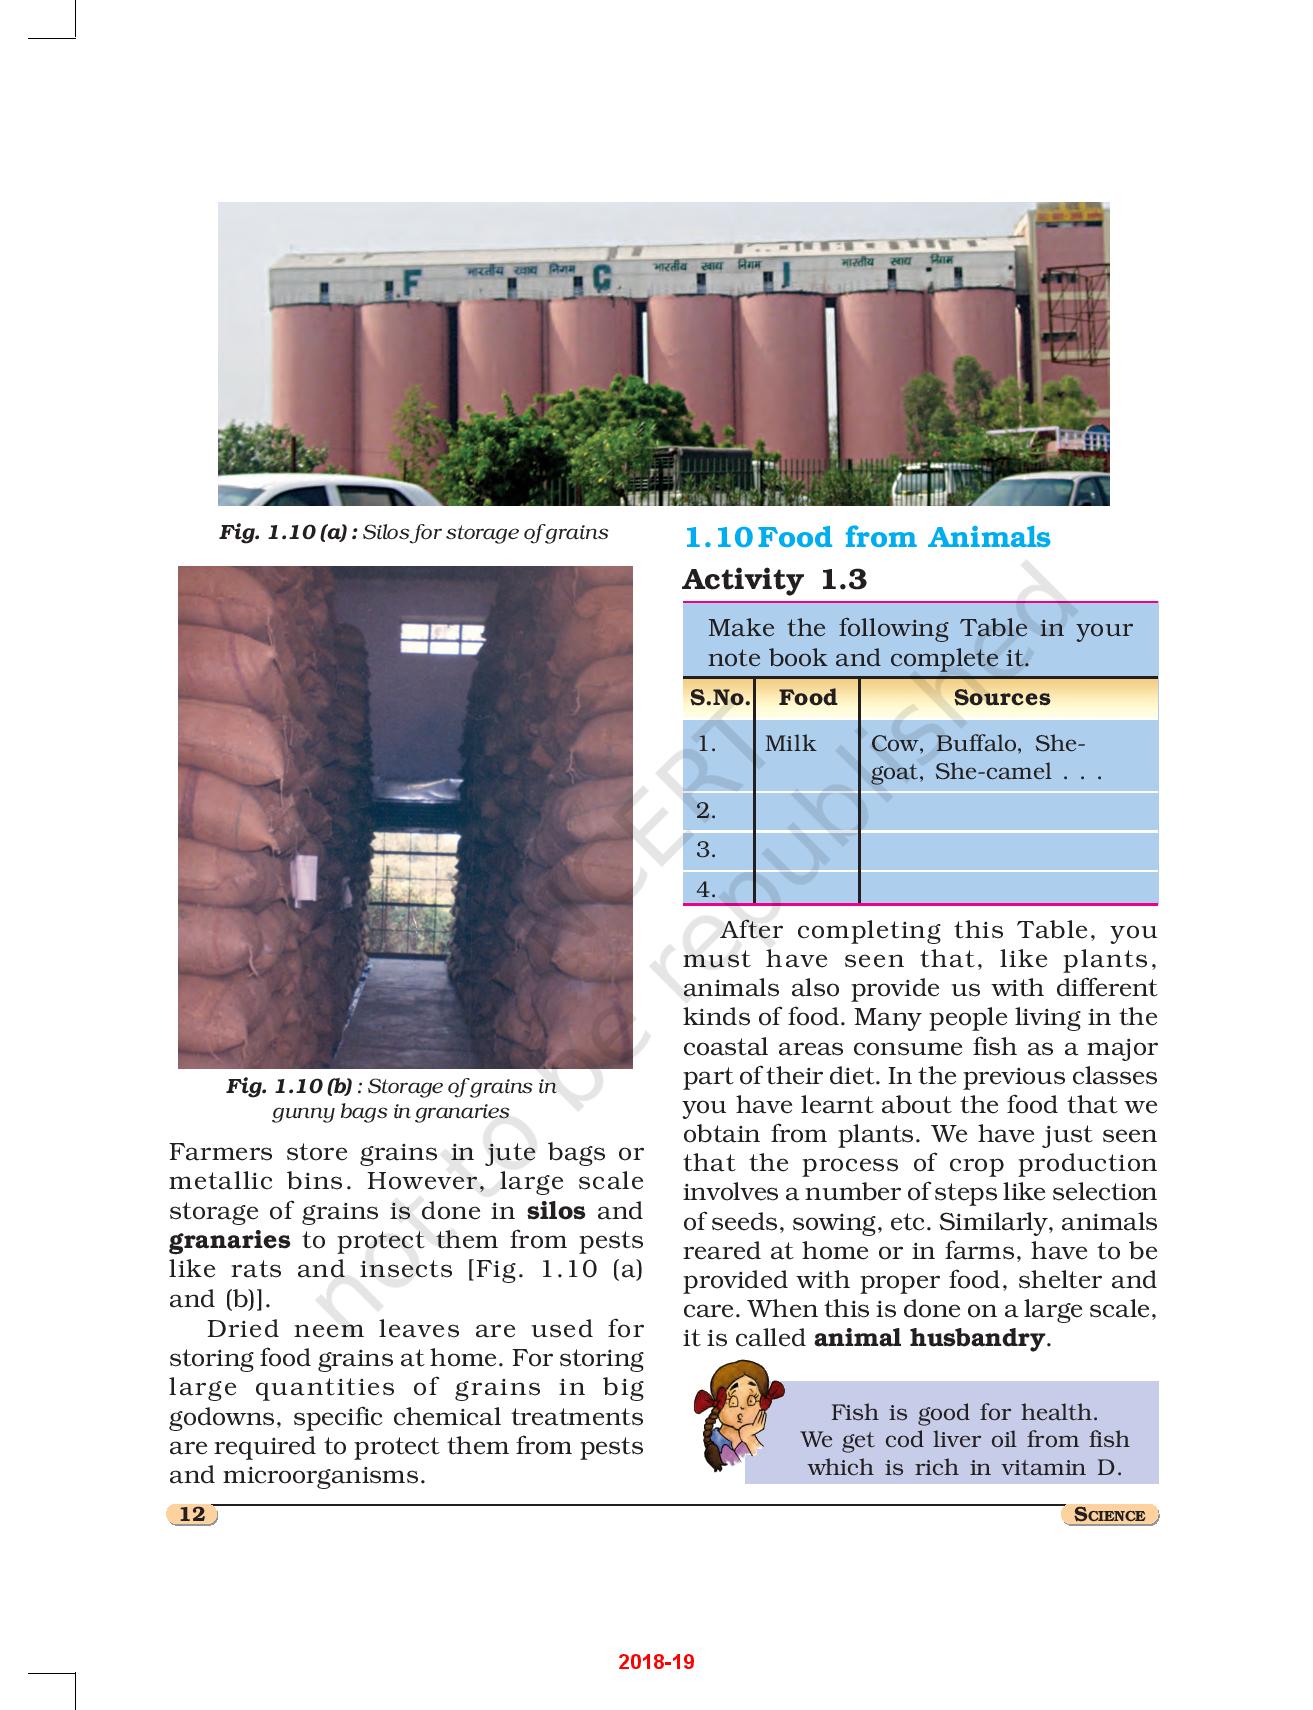 F भारतीय खाद्य निगम C भारतीय खाद्य निगम I भारतीय खाद्य निगम
Fig. 1.10 (a) : Silos for storage of grains
Fig. 1.10 (b) : Storage of grains in
gunny bags in granaries
Farmers store grains in jute bags or
metallic bins. However, large scale
storage of grains is done in silos and
granaries to protect them from pests
like rats and insects [Fig. 1.10 (a)
and (b)].
Dried neem leaves are used for
storing food grains at home. For storing
large quantities of grains in big
godowns, specific chemical treatments
are required to protect them from pests
and microorganisms.
1.10 Food from Animals
Activity 1.3
Make the following Table in your
note book and complete it.
S.No. Food Sources
1. Milk Cow, Buffalo, She-
goat, She-camel . . .
2.
3.
4.
After completing this Table, you
must have seen that, like plants,
animals also provide us with different
kinds of food. Many people living in the
coastal areas consume fish as a major
part of their diet. In the previous classes
you have learnt about the food that we
obtain from plants. We have just seen
that the process of crop production
involves a number of steps like selection
of seeds, sowing, etc. Similarly, animals
reared at home or in farms, have to be
provided with proper food, shelter and
care. When this is done on a large scale,
it is called animal husbandry.
Fish is good for health.
We get cod liver oil from fish
which is rich in vitamin D.
12
SCIENCE
2018-19
NCERT
not to be republished